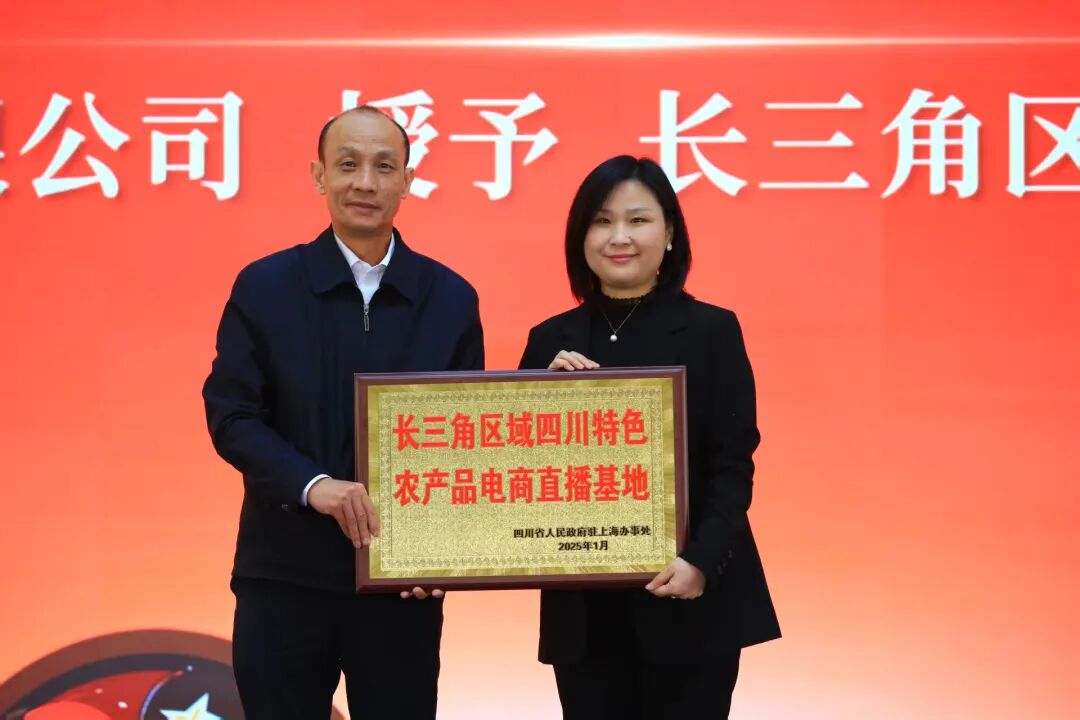 公司 授予 长三角区
长三角区域四川特色
农产品电商直播基地
四川省人民政府驻上海办事处
2025年1月